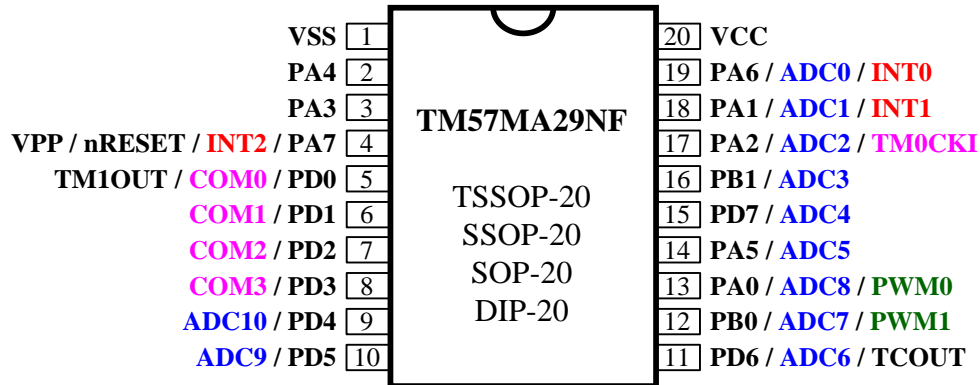 VSS 1
PA4 2
PA3 3
VPP / nRESET / INT2 / PA7 4
TM1OUT / COM0 / PD0 5
COM1 / PD1 6
COM2 / PD2 7
COM3 / PD3 8
ADC10 / PD4 9
ADC9 / PD5 10
TM57MA29NF
TSSOP-20
SSOP-20
SOP-20
DIP-20
20 VCC
19 PA6 / ADC0 / INT0
18 PA1 / ADC1 / INT1
17 PA2 / ADC2 / TM0CKI
16 PB1 / ADC3
15 PD7 / ADC4
14 PA5 / ADC5
13 PA0 / ADC8 / PWM0
12 PB0 / ADC7 / PWM1
11 PD6 / ADC6 / TCOUT